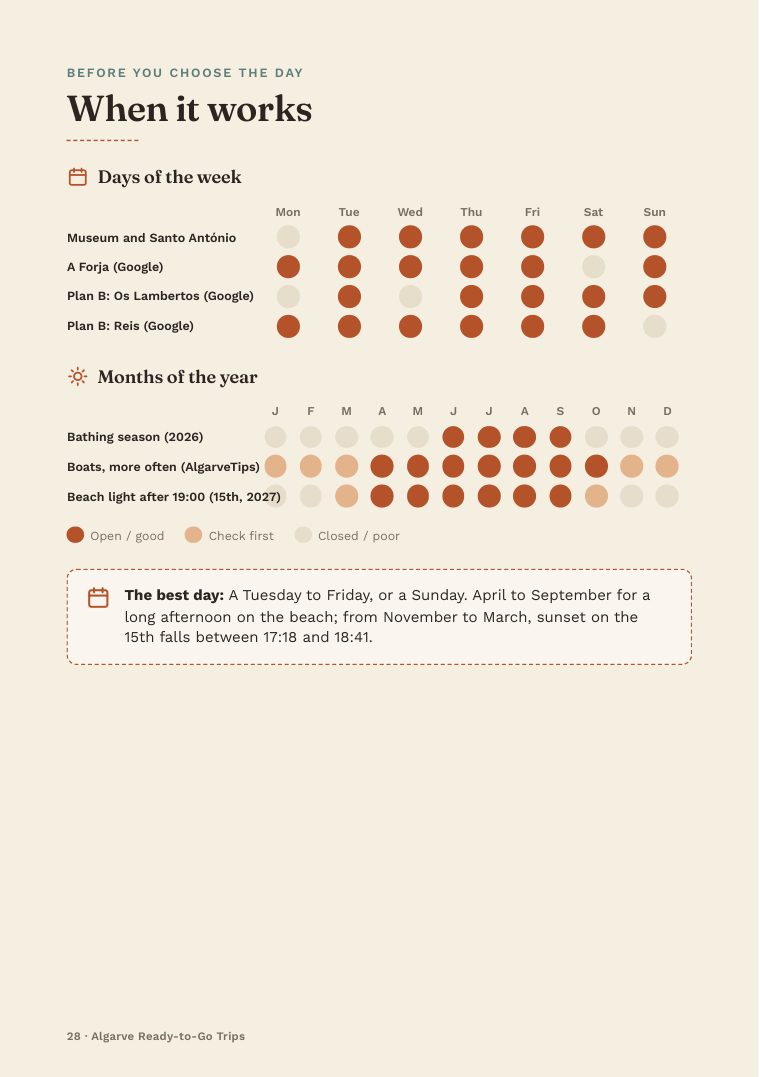 BEFORE YOU CHOOSE THE DAY
When it works
Days of the week
Mon Tue Wed Thu Fri Sat Sun
Museum and Santo António
A Forja (Google)
Plan B: Os Lambertos (Google)
Plan B: Reis (Google)
Months of the year
J F M A M J J A S O N D
Bathing season (2026)
Boats, more often (AlgarveTips)
Beach light after 19:00 (15th, 2027)
Open / good Check first Closed / poor
The best day: A Tuesday to Friday, or a Sunday. April to September for a
long afternoon on the beach; from November to March, sunset on the
15th falls between 17:18 and 18:41.
28 · Algarve Ready-to-Go Trips